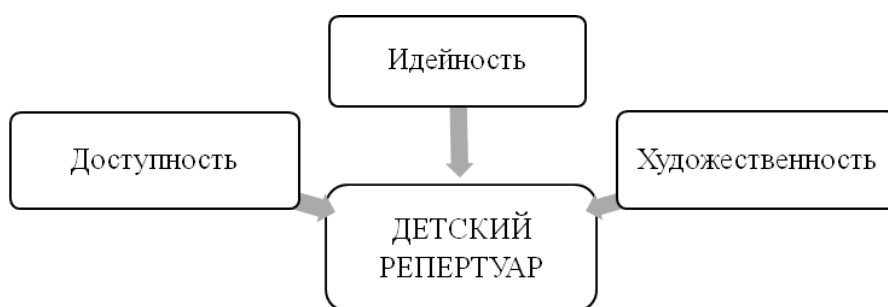 Идейность
Доступность
Художественность
ДЕТСКИЙ
РЕПЕРТУАР